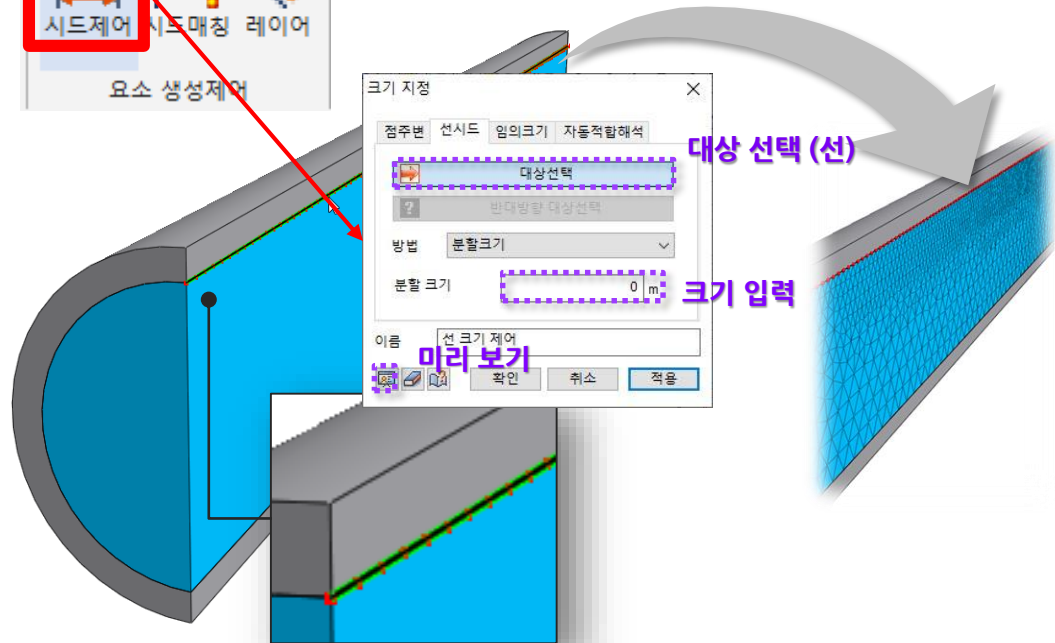 시드제어 시드매칭 레이어
요소 생성제어
크기 지정
점주변 선시드 임의크기 자동적합해석
대상 선택 (선)
대상선택
반대방향 대상선택
방법 분할크기
분할 크기 0 m
크기 입력
이름 선 크기 제어
미리 보기
확인 취소 적용